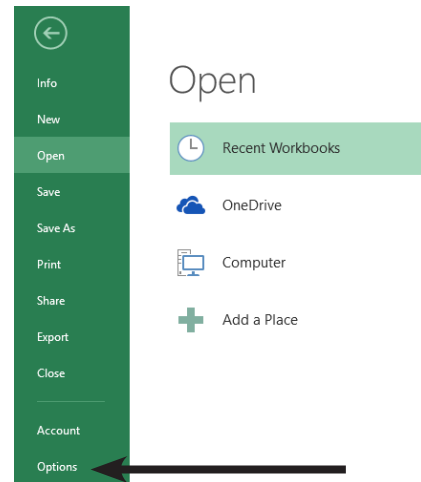 Info
New
Open
Save
Save As
Print
Share
Export
Close
Account
Options
Open
Recent Workbooks
OneDrive
Computer
Add a Place